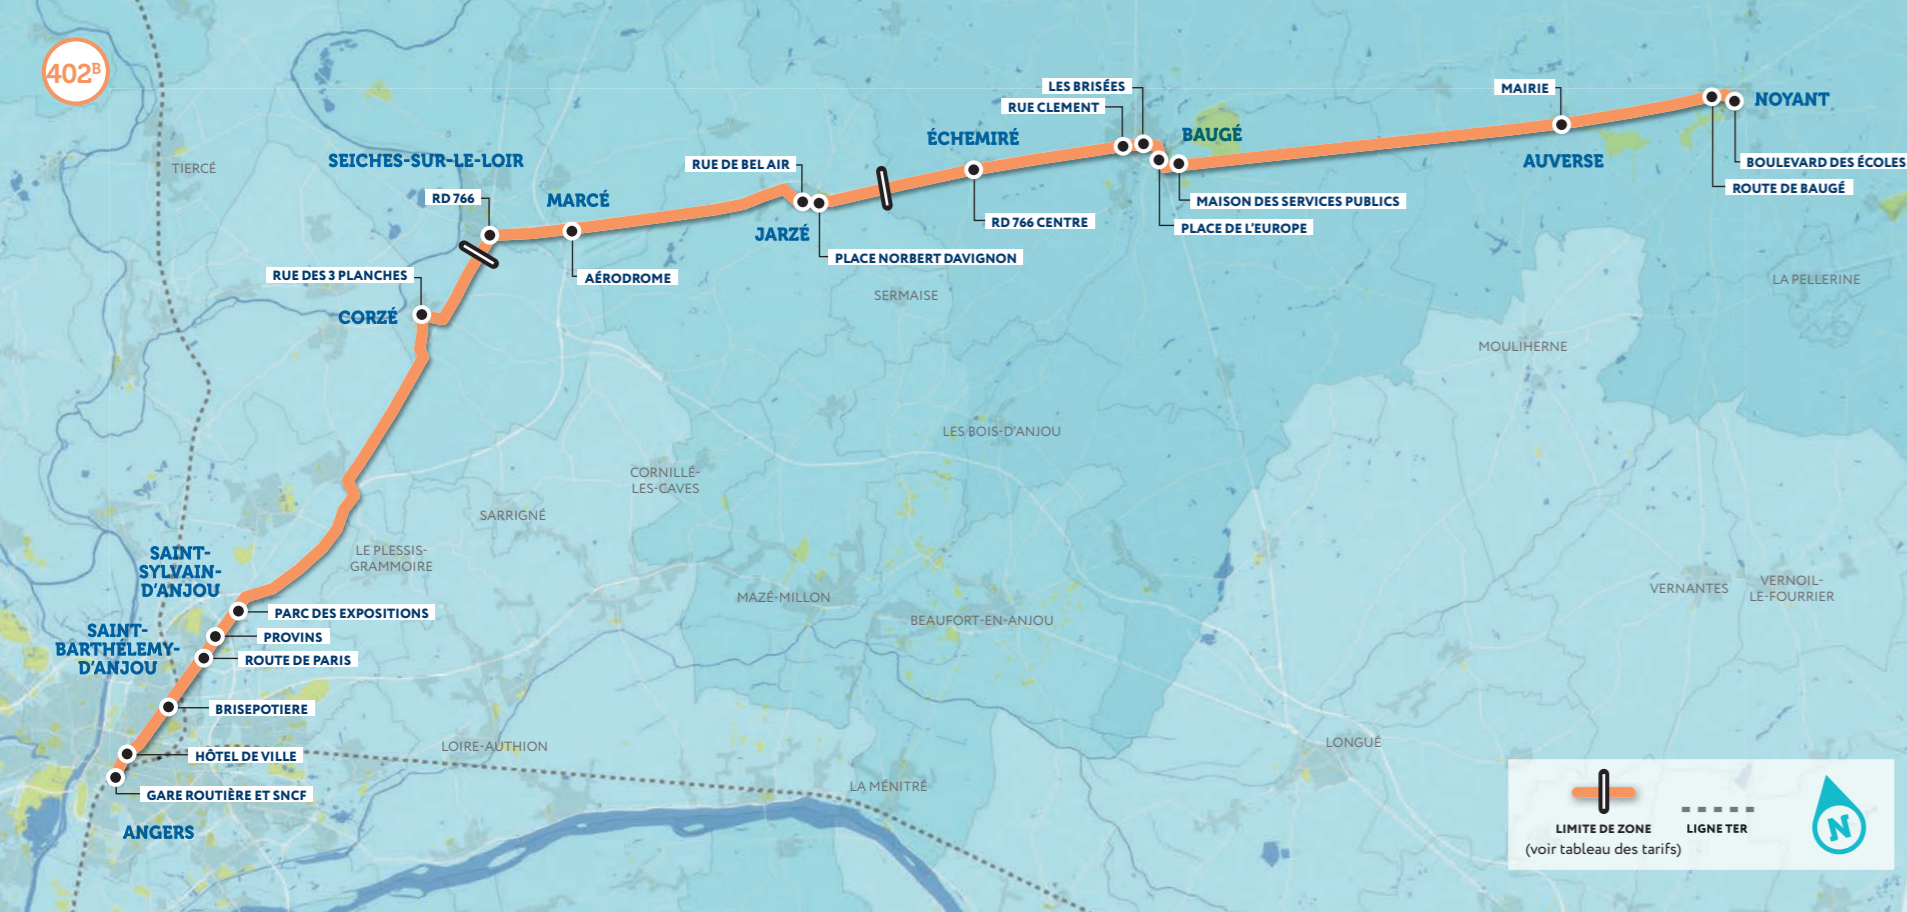 402B
LES BRISÉES
MAIRIE
NOYANT
RUE CLEMENT
BAUGÉ
ÉCHEMIRÉ
SEICHES-SUR-LE-LOIR
RUE DE BEL AIR
AUVERSE
BOULEVARD DES ÉCOLES
TIERCÉ
ROUTE DE BAUGÉ
RD 766
MARCÉ
MAISON DES SERVICES PUBLICS
RD 766 CENTRE
PLACE DE L'EUROPE
JARZÉ
PLACE NORBERT DAVIGNON
RUE DES 3 PLANCHES
AÉRODROME
LA PELLERINE
SERMAISE
CORZÉ
MOULIHERNE
LES BOIS-D'ANJOU
CORNILLÉ-
LES-CAVES
SARRIGNÉ
SAINT-
SYLVAIN-
D'ANJOU
LE PLESSIS-
GRAMMOIRE
VERNANTES
VERNOIL-
LE-FOURRIER
MAZÉ-MILLON
PARC DES EXPOSITIONS
BEAUFORT-EN-ANJOU
SAINT-
BARTHÉLEMY-
D'ANJOU
PROVINS
ROUTE DE PARIS
BRISEPOTIERE
LOIRE-AUTHION
LONGUÉ
HÔTEL DE VILLE
LA MÉNITRÉ
GARE ROUTIÈRE ET SNCF
ANGERS
LIMITE DE ZONE
(voir tableau des tarifs)
LIGNE TER
N